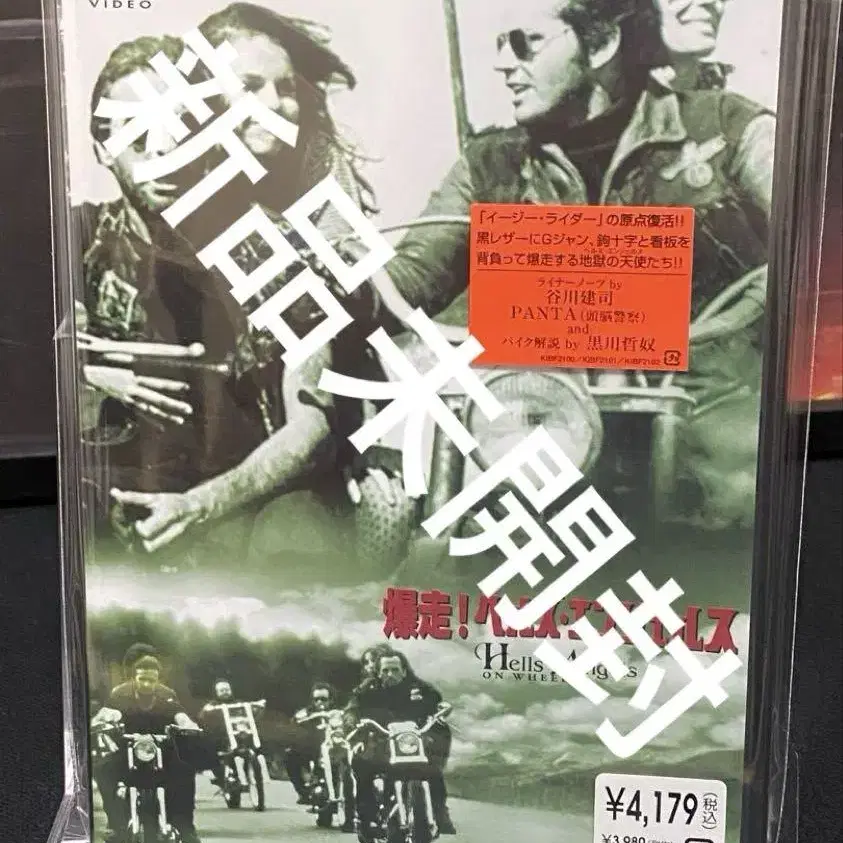 VIDEO
新品未開封
「イージー・ライダー」の原点復活!!
黒レザーにGジャン、鉤十字と看板を
背負って爆走する地獄の天使たち!!
ライナーノーツ by
谷川建司
PANTA(頭脳警察)
and
バイク解説 by 黒川哲奴
KIBF2100/KIBF2101/KIBF2102
爆走!ヘルズ・エンジェルス
Hells Angels
ON WHEELS
¥4,179(税込)
¥3,980